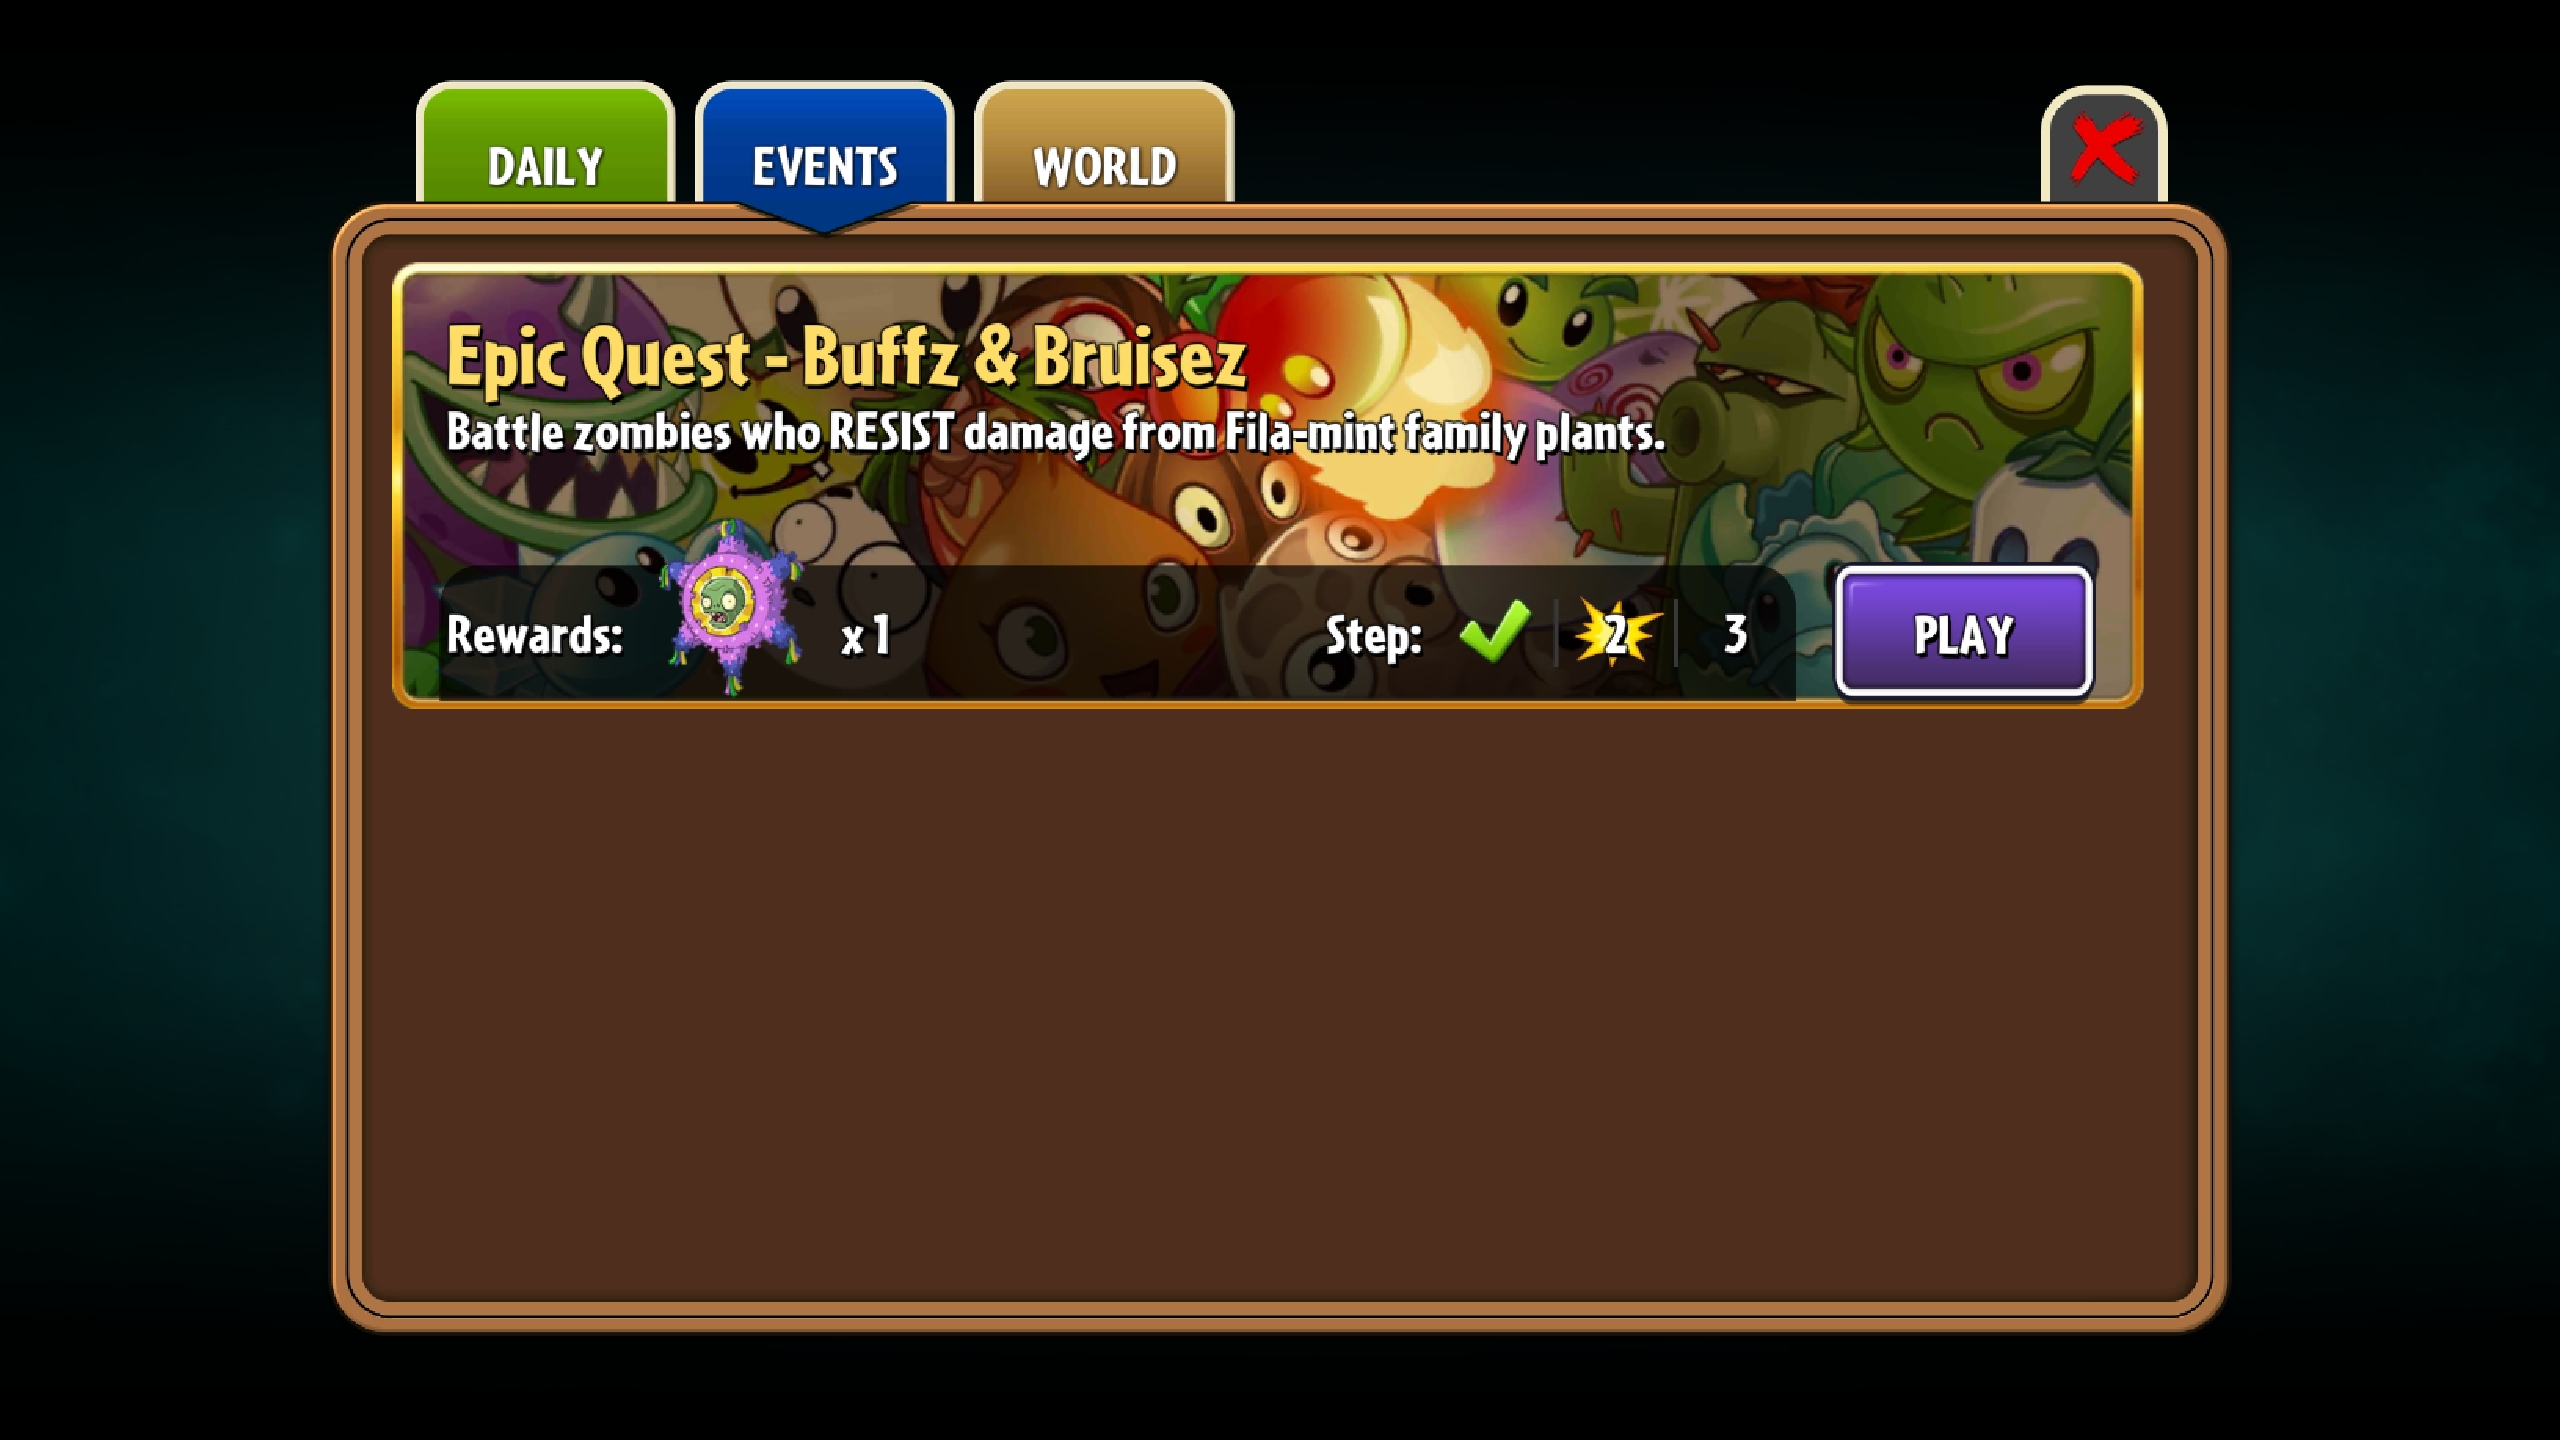 DAILY
EVENTS
WORLD
Epic Quest - Buffz & Bruisez
Battle zombies who RESIST damage from Fila-mint family plants.
Rewards:
x 1
Step:
2
3
PLAY